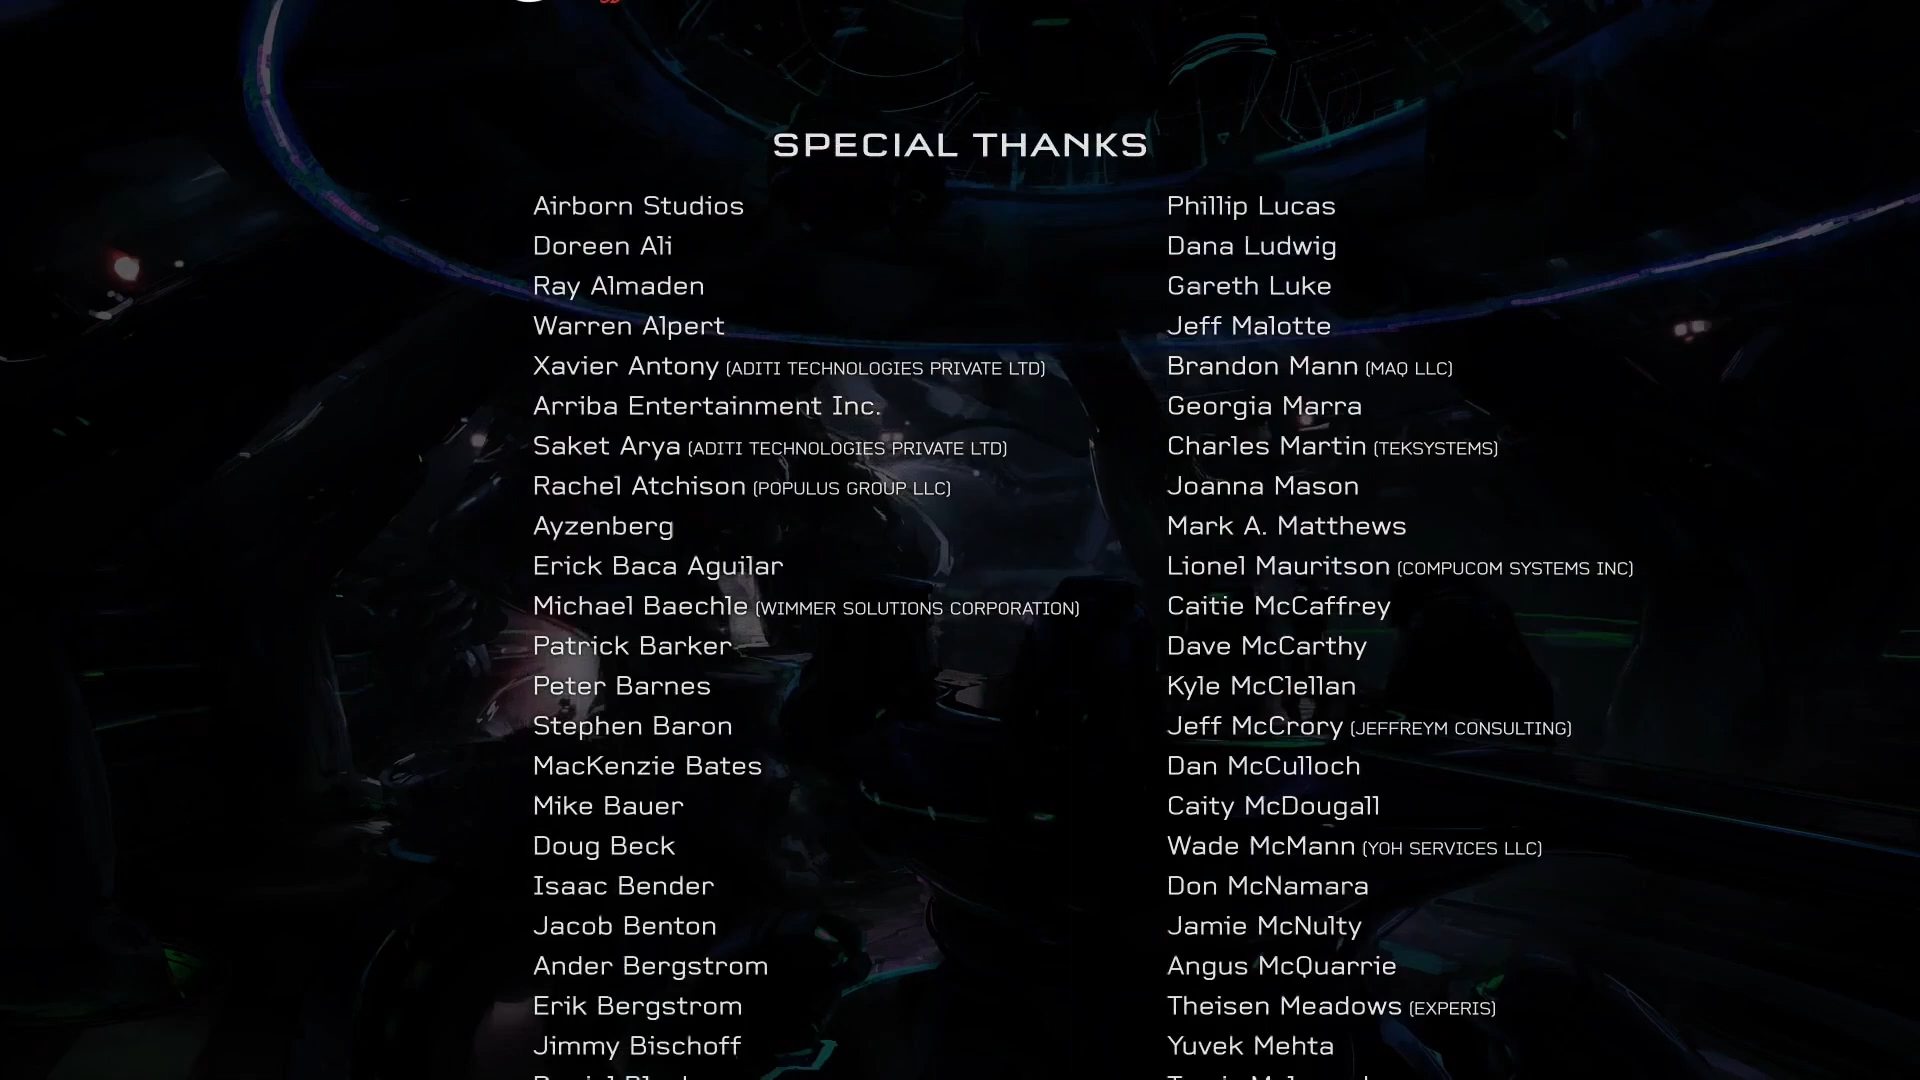 SPECIAL THANKS
Airborn Studios
Doreen Ali
Ray Almaden
Warren Alpert
Xavier Antony (ADITI TECHNOLOGIES PRIVATE LTD)
Arriba Entertainment Inc.
Saket Arya (ADITI TECHNOLOGIES PRIVATE LTD)
Rachel Atchison (POPULUS GROUP LLC)
Ayzenberg
Erick Baca Aguilar
Michael Baechle (WIMMER SOLUTIONS CORPORATION)
Patrick Barker
Peter Barnes
Stephen Baron
MacKenzie Bates
Mike Bauer
Doug Beck
Isaac Bender
Jacob Benton
Ander Bergstrom
Erik Bergstrom
Jimmy Bischoff
Phillip Lucas
Dana Ludwig
Gareth Luke
Jeff Malotte
Brandon Mann (MAQ LLC)
Georgia Marra
Charles Martin (TEKSYSTEMS)
Joanna Mason
Mark A. Matthews
Lionel Mauritson (COMPUCOM SYSTEMS INC)
Caitie McCaffrey
Dave McCarthy
Kyle McClellan
Jeff McCrory (JEFFREYM CONSULTING)
Dan McCulloch
Caity McDougall
Wade McMann (YOH SERVICES LLC)
Don McNamara
Jamie McNulty
Angus McQuarrie
Theisen Meadows (EXPERIS)
Yuvek Mehta